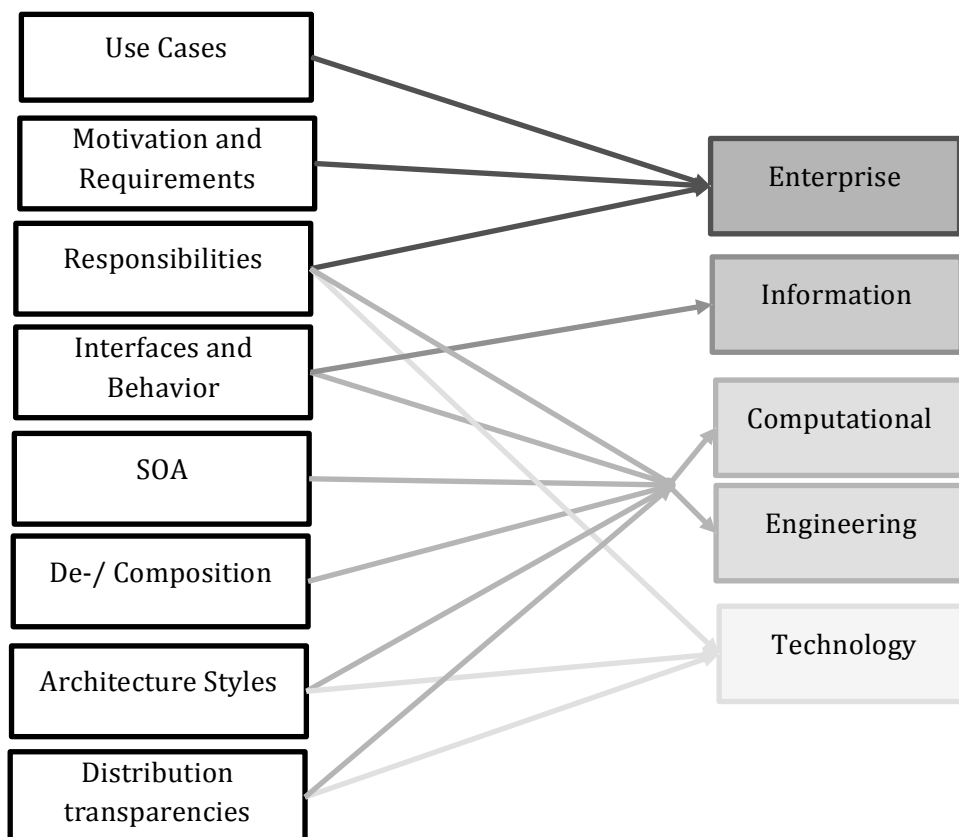 Use Cases
Motivation and
Requirements
Responsibilities
Interfaces and
Behavior
SOA
De-/ Composition
Architecture Styles
Distribution
transparencies
Enterprise
Information
Computational
Engineering
Technology